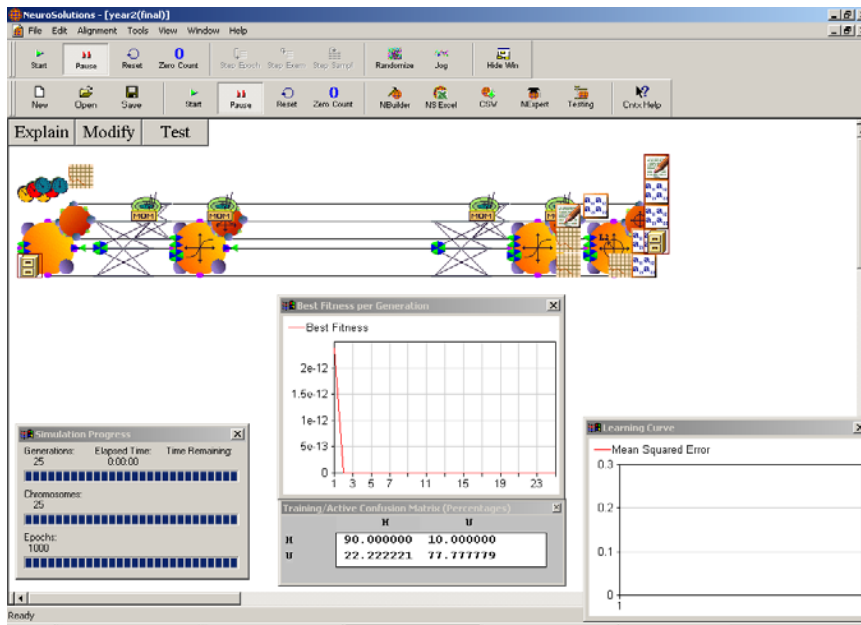 NeuroSolutions - [year2(final)]
File Edit Alignment Tools View Window Help
Start Pause Reset Zero Count Step Epoch Step Exem Step Sampl Randomize Jog Hide Win
New Open Save Start Pause Reset Zero Count NBuilder NS Excel CSW NExpert Testing Cntx Help
Explain Modify Test
MOM MOM MOM
Best Fitness per Generation
Best Fitness
2e-12
1.5e-12
1e-12
5e-13
0
1 3 5 7 11 15 19 23
Simulation Progress
Generations: Elapsed Time: Time Remaining:
25 0:00:00
Chromosomes:
25
Epochs:
1000
Training/Active Confusion Matrix (Percentages)
H U
H 90.000000 10.000000
U 22.222221 77.777779
Learning Curve
Mean Squared Error
0.3
0.2
0.1
0
1
Ready